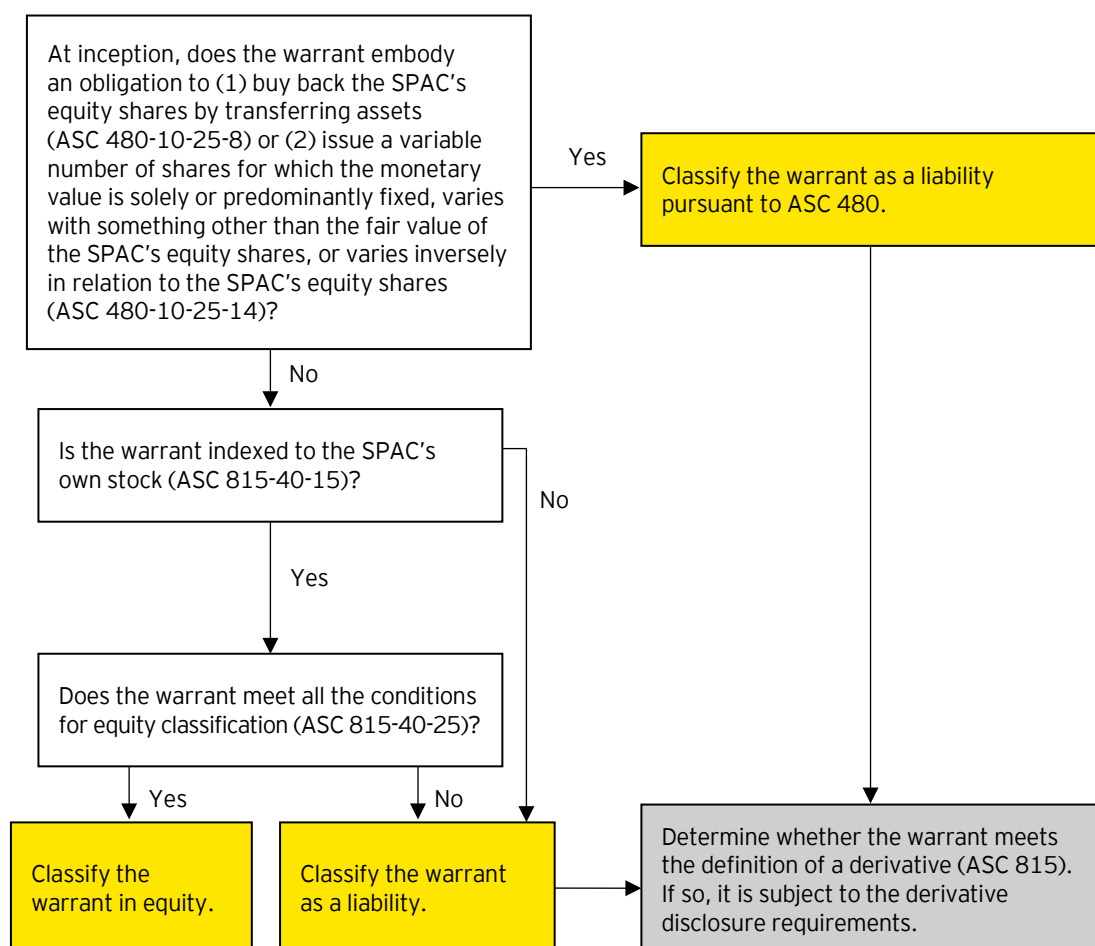 At inception, does the warrant embody
an obligation to (1) buy back the SPAC's
equity shares by transferring assets
(ASC 480-10-25-8) or (2) issue a variable
number of shares for which the monetary
value is solely or predominantly fixed, varies
with something other than the fair value of
the SPAC's equity shares, or varies inversely
in relation to the SPAC's equity shares
(ASC 480-10-25-14)?
Yes
Classify the warrant as a liability
pursuant to ASC 480.
No
Is the warrant indexed to the SPAC's
own stock (ASC 815-40-15)?
No
Yes
Does the warrant meet all the conditions
for equity classification (ASC 815-40-25)?
Yes
No
Classify the
warrant in equity.
Classify the warrant
as a liability.
Determine whether the warrant meets
the definition of a derivative (ASC 815).
If so, it is subject to the derivative
disclosure requirements.